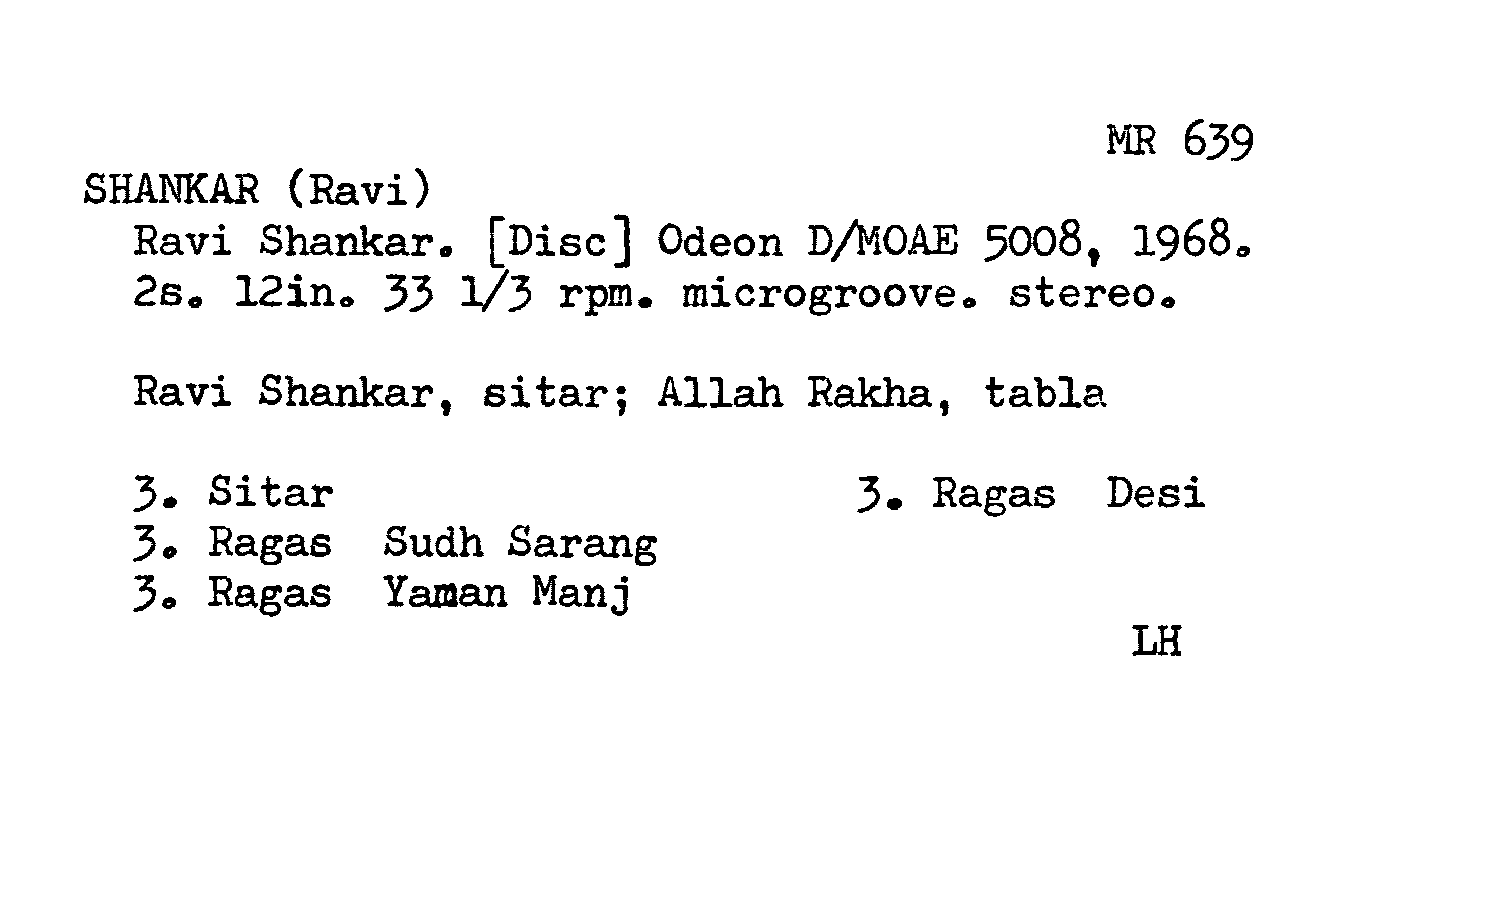 MR 639
SHANKAR (Ravi)
Ravi Shankar. [Disc] Odeon D/MOAE 5008, 1968.
2s. 12in. 33 1/3 rpm. microgroove. stereo.
Ravi Shankar, sitar; Allah Rakha, tabla
3. Sitar 3. Ragas Desi
3. Ragas Sudh Sarang
3. Ragas Yaman Manj
LH